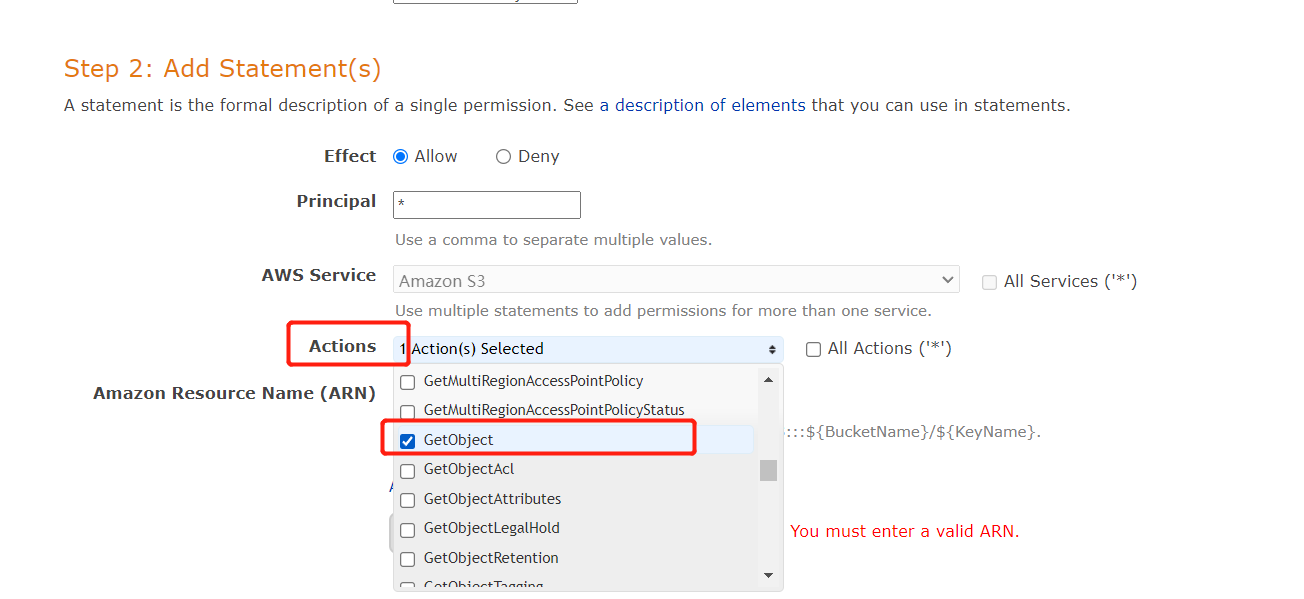 Step 2: Add Statement(s)
A statement is the formal description of a single permission. See a description of elements that you can use in statements.
Effect Allow Deny
Principal *
Use a comma to separate multiple values.
AWS Service Amazon S3 All Services ('*')
Use multiple statements to add permissions for more than one service.
Actions 1 Action(s) Selected All Actions ('*')
GetMultiRegionAccessPointPolicy
Amazon Resource Name (ARN)
GetMultiRegionAccessPointPolicyStatus
GetObject
:::${BucketName}/${KeyName}.
GetObjectAcl
GetObjectAttributes
GetObjectLegalHold
You must enter a valid ARN.
GetObjectRetention
GetObjectTagging